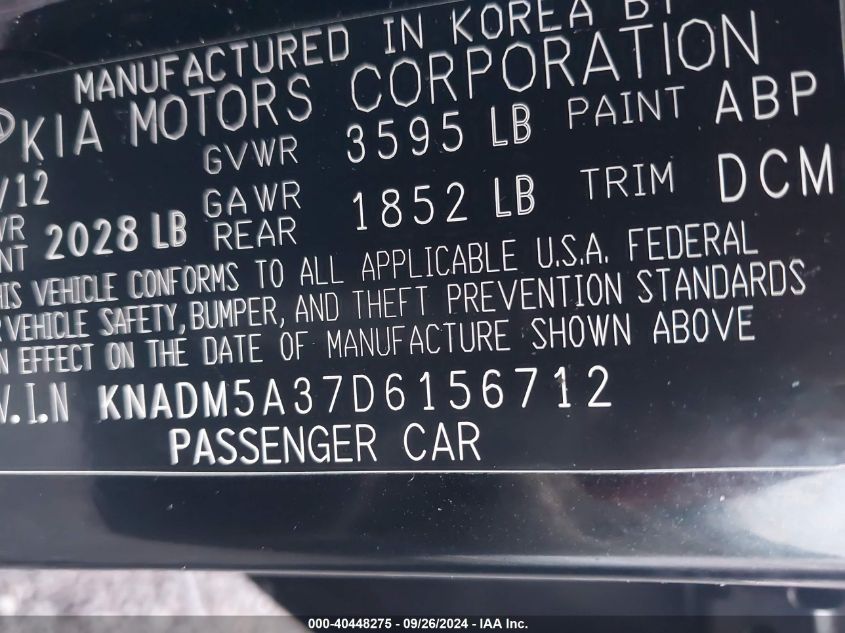 MANUFACTURED IN KOREA BY
KIA MOTORS CORPORATION
/12 GVWR 3595 LB PAINT ABP
2028 LB GAWR REAR 1852 LB TRIM DCM
VEHICLE CONFORMS TO ALL APPLICABLE U.S.A. FEDERAL
VEHICLE SAFETY, BUMPER, AND THEFT PREVENTION STANDARDS
EFFECT ON THE DATE OF MANUFACTURE SHOWN ABOVE
V.I.N KNADM5A37D6156712
PASSENGER CAR
000-40448275 - 09/26/2024 - IAA Inc.